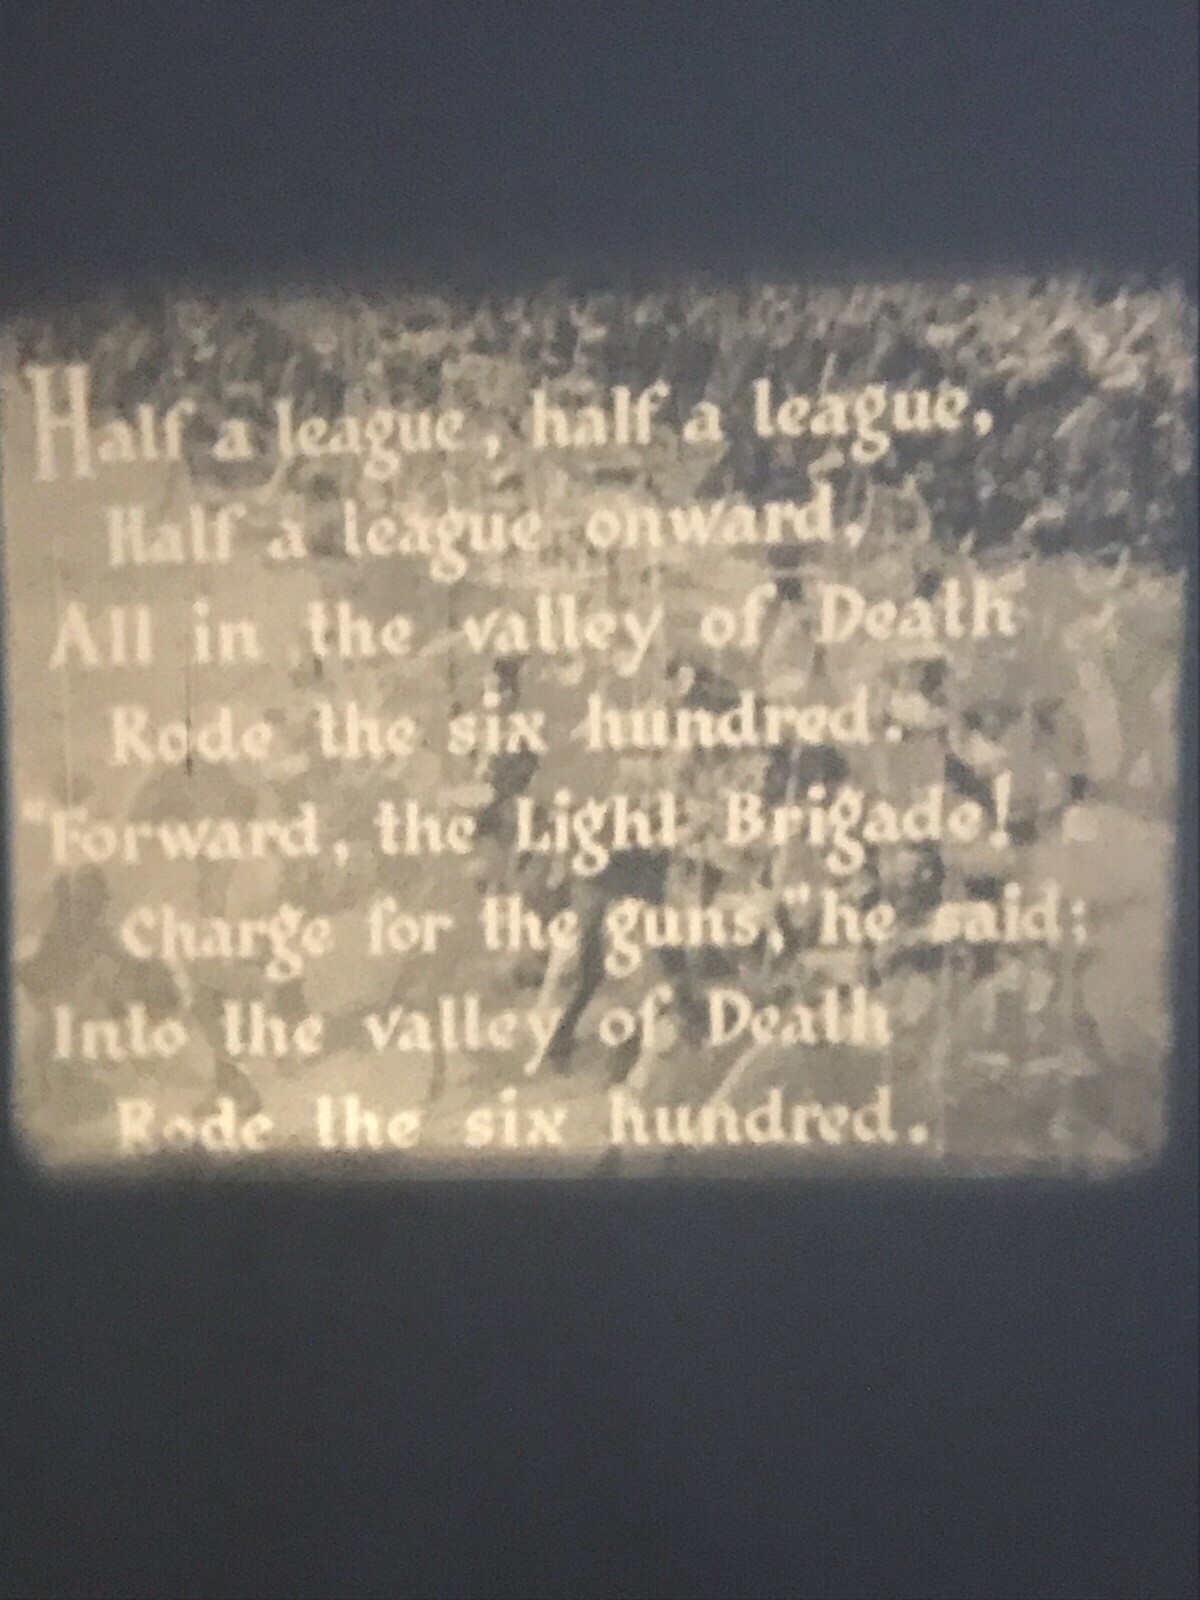 Half a league, half a league,
Half a league onward,
All in the valley of Death
Rode the six hundred.
"Forward, the Light Brigade!
Charge for the guns," he said;
Into the valley of Death
Rode the six hundred.